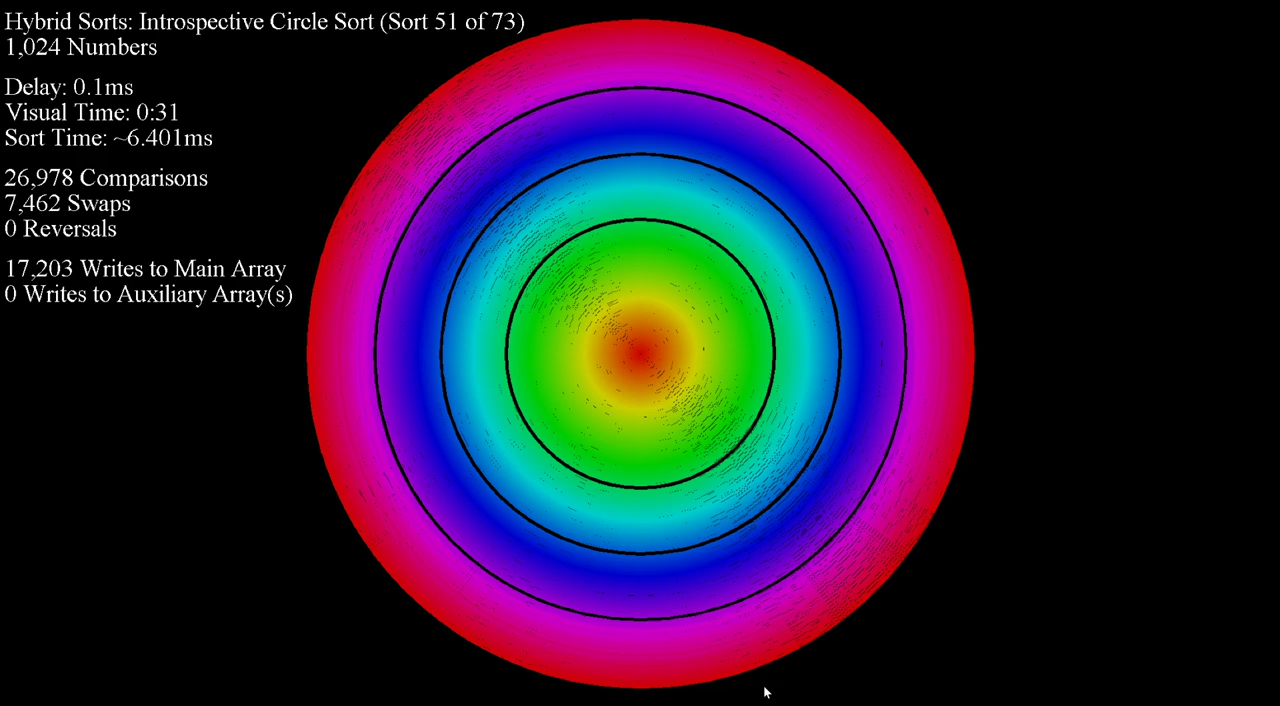 Hybrid Sorts: Introspective Circle Sort (Sort 51 of 73)
1,024 Numbers
Delay: 0.1ms
Visual Time: 0:31
Sort Time: ~6.401ms
26,978 Comparisons
7,462 Swaps
0 Reversals
17,203 Writes to Main Array
0 Writes to Auxiliary Array(s)